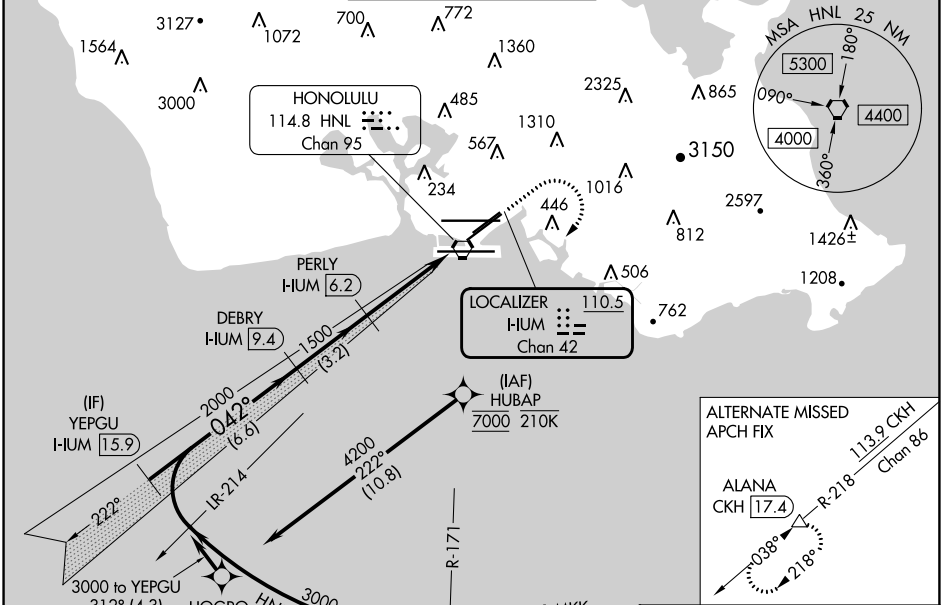 3127
1072
700
772
1564
1360
3000
HONOLULU
114.8 HNL
Chan 95
485
567
1310
2325
865
3150
234
446
1016
812
2597
1426±
1208
506
762
MSA HNL 25 NM
180°
5300
090°
4400
4000
360°
PERLY
I-IUM 6.2
DEBRY
I-IUM 9.4
1500
(3.2)
LOCALIZER 110.5
I-IUM
Chan 42
(IF)
YEPGU
I-IUM 15.9
2000
042°
(6.6)
222°
LR-214
(IAF)
HUBAP
7000 210K
4200
222°
(10.8)
R-171
3000 to YEPGU
312° (4.3)
3000
ALTERNATE MISSED
APCH FIX
113.9 CKH
Chan 86
R-218
ALANA
CKH 17.4
038°
218°